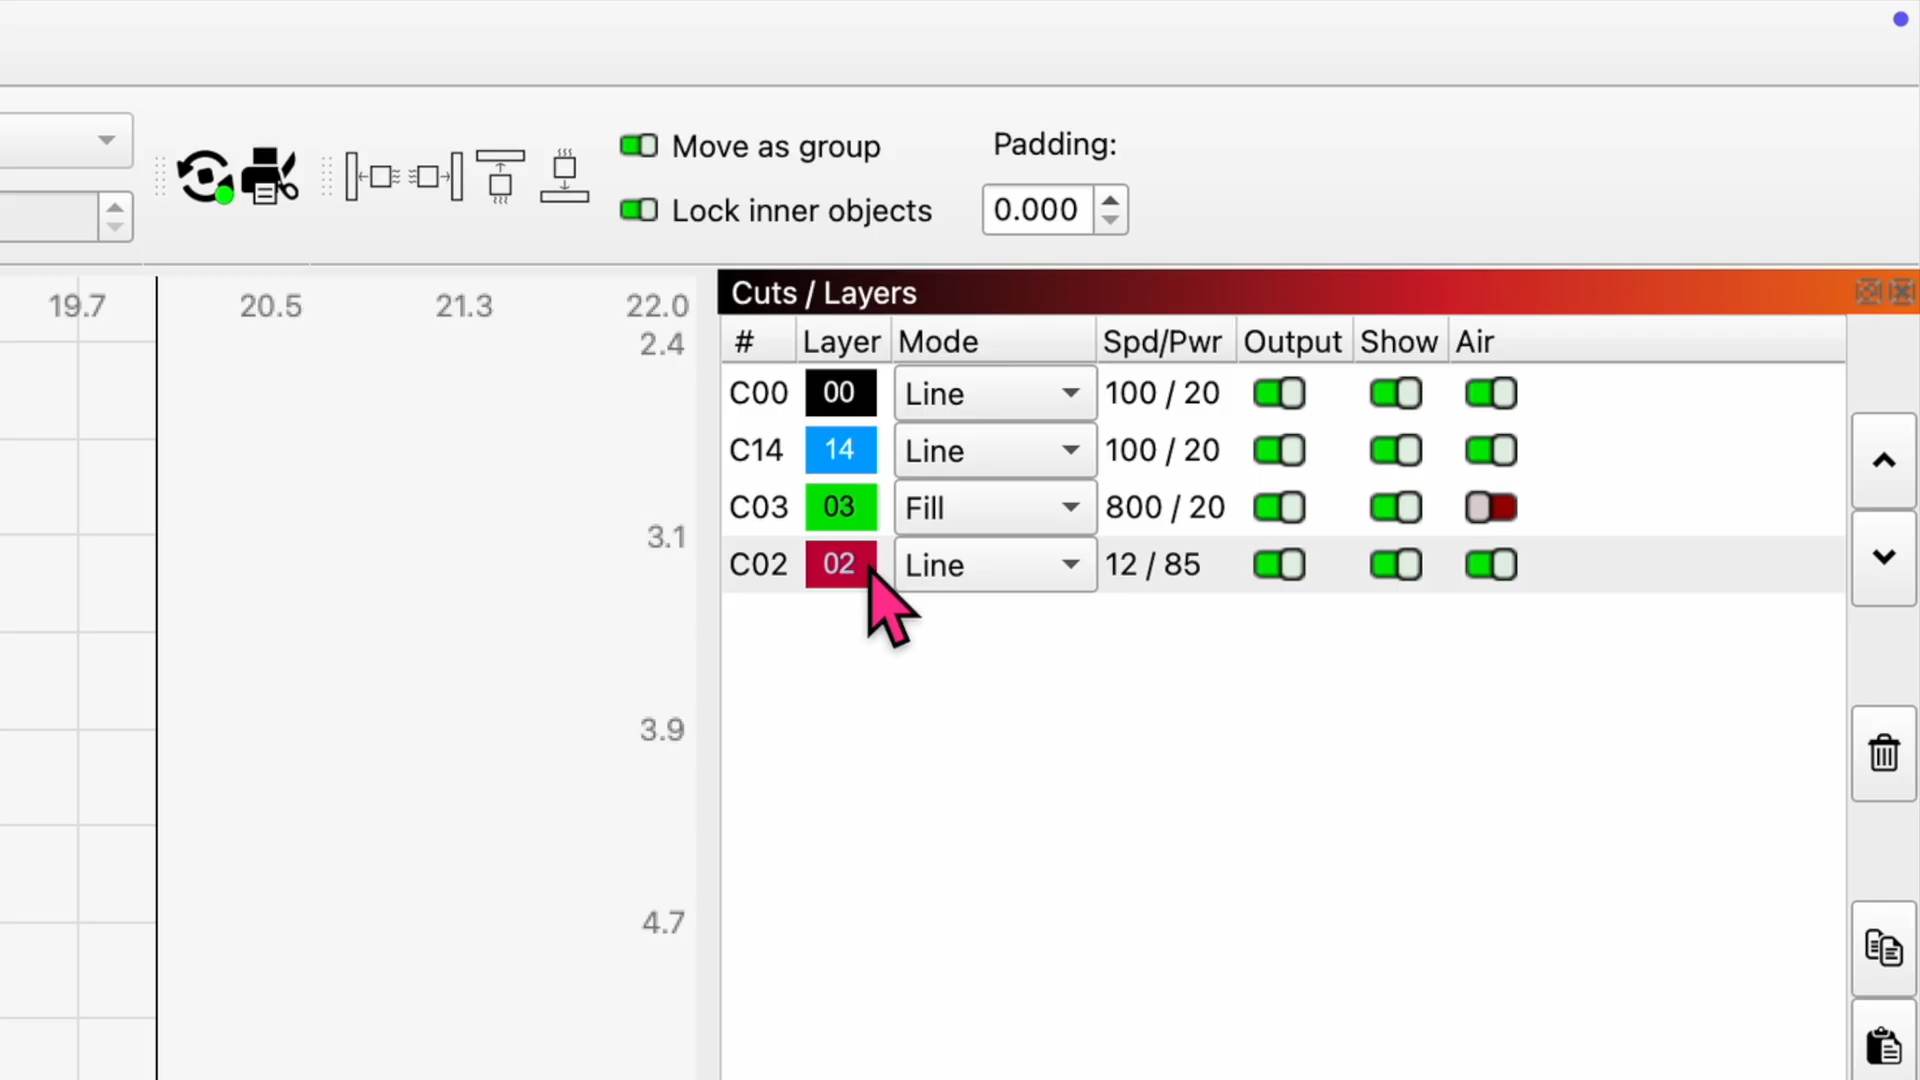 Move as group
Padding:
Lock inner objects
0.000
19.7
20.5
21.3
22.0
Cuts / Layers
# Layer Mode Spd/Pwr Output Show Air
2.4
C00 00 Line 100 / 20
C14 14 Line 100 / 20
C03 03 Fill 800 / 20
3.1
C02 02 Line 12 / 85
3.9
4.7